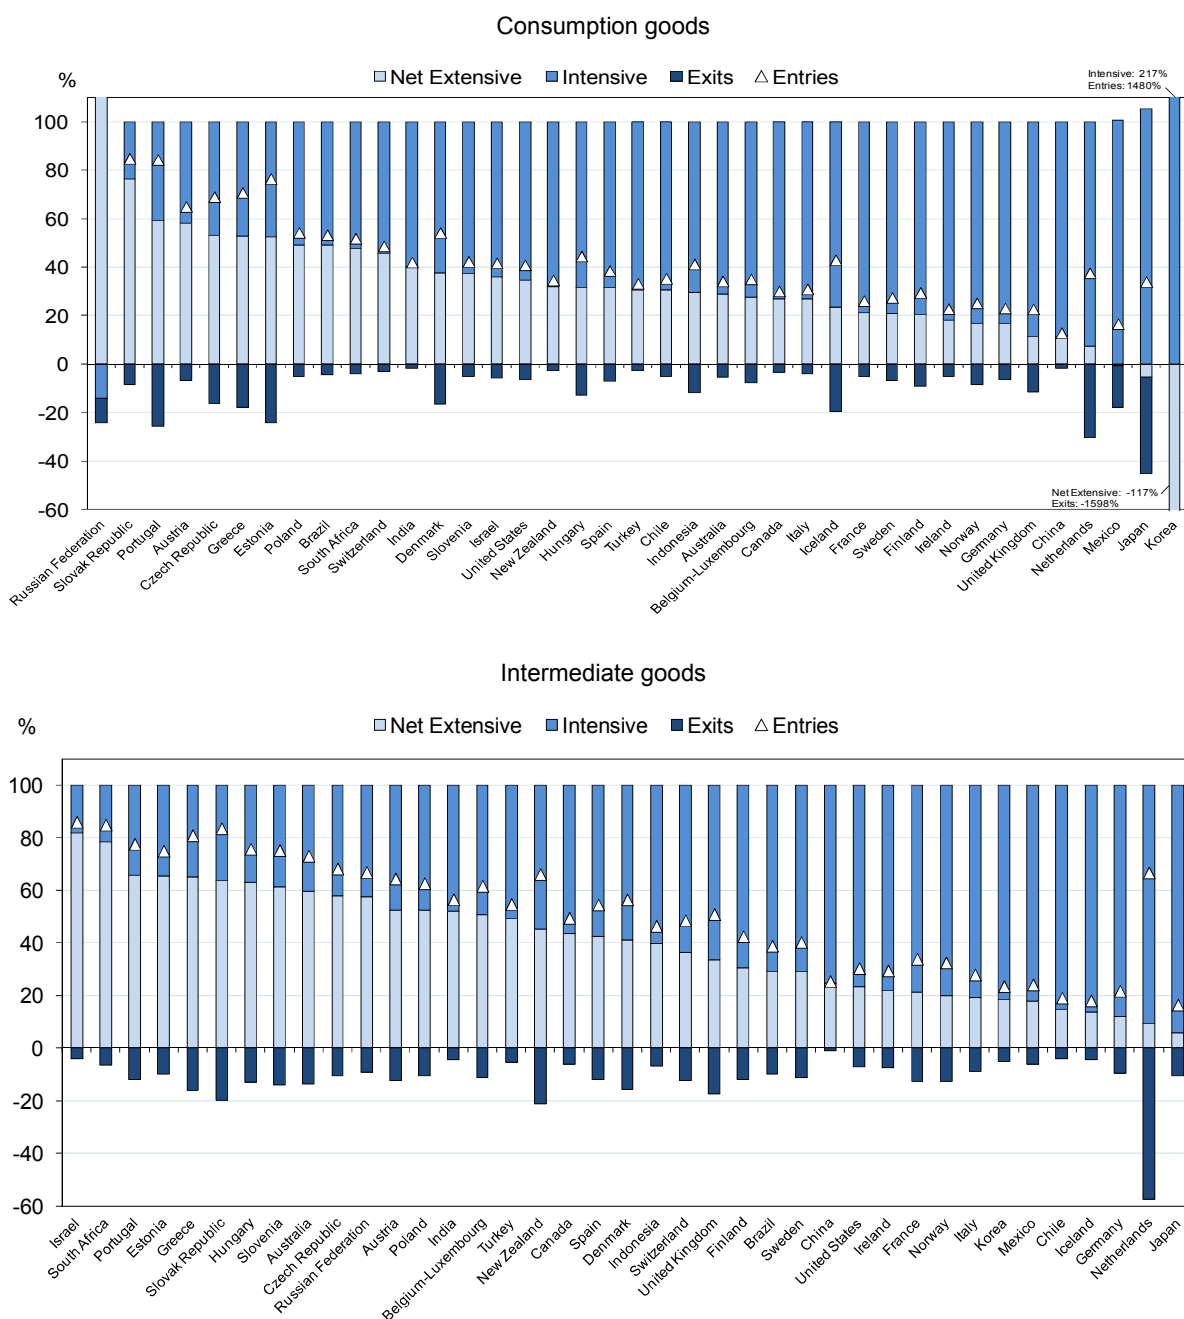 Consumption goods
%
Net Extensive Intensive Exits Entries
Intensive: 217%
Entries: 1480%
100
80
60
40
20
0
-20
-40
-60
Net Extensive: -117%
Exits: -1598%
Russian Federation
Slovak Republic
Portugal
Austria
Czech Republic
Greece
Estonia
Poland
Brazil
South Africa
Switzerland
India
Denmark
Slovenia
Israel
United States
New Zealand
Hungary
Spain
Turkey
Chile
Indonesia
Australia
Belgium-Luxembourg
Canada
Italy
Iceland
France
Sweden
Finland
Ireland
Norway
Germany
United Kingdom
China
Netherlands
Mexico
Japan
Korea
Intermediate goods
%
Net Extensive Intensive Exits Entries
100
80
60
40
20
0
-20
-40
-60
Israel
South Africa
Portugal
Estonia
Greece
Slovak Republic
Hungary
Slovenia
Australia
Czech Republic
Russian Federation
Austria
Poland
India
Belgium-Luxembourg
Turkey
New Zealand
Canada
Spain
Denmark
Indonesia
Switzerland
United Kingdom
Finland
Brazil
Sweden
China
United States
Ireland
France
Norway
Italy
Korea
Mexico
Chile
Iceland
Germany
Netherlands
Japan